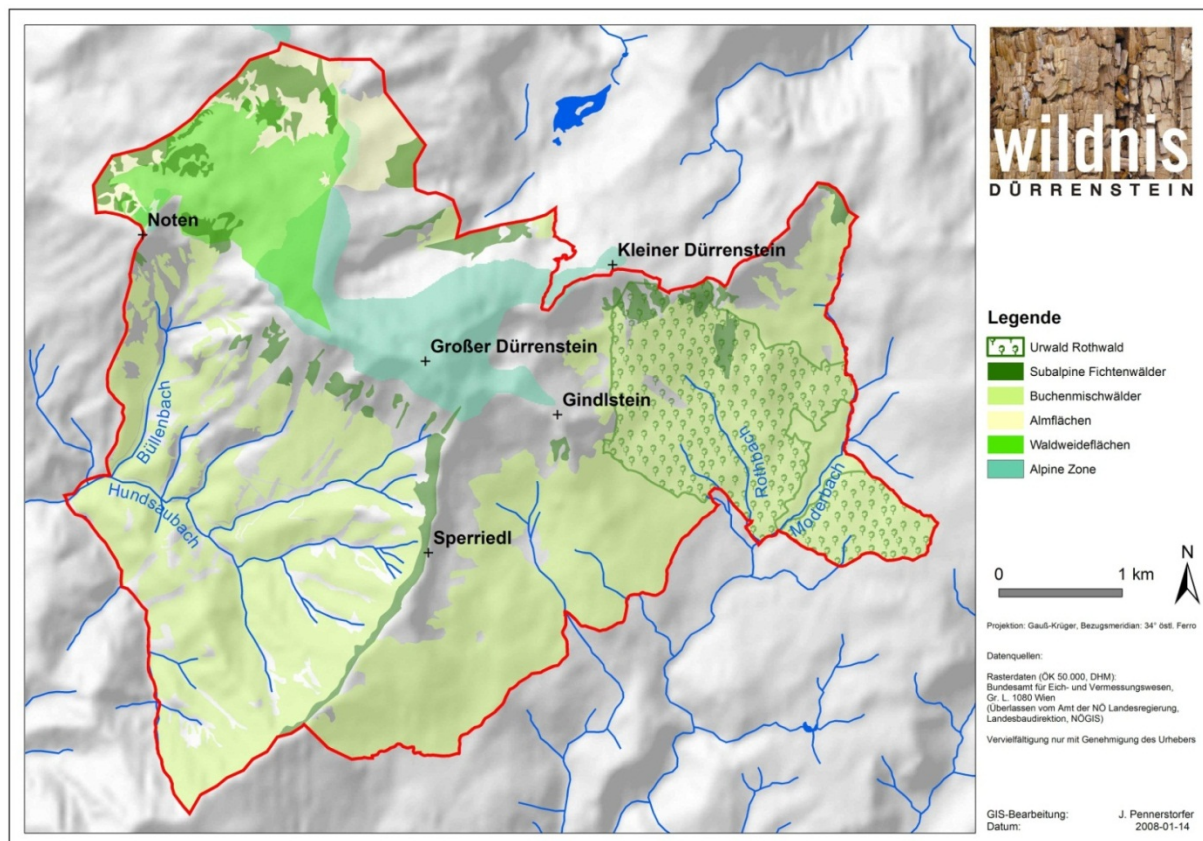 wildnis
DÜRRENSTEIN
Noten
Kleiner Dürrenstein
Großer Dürrenstein
Gindlstein
Büllenbach
Hundsaubach
Rothbach
Moderbach
Sperriedl
Legende
Urwald Rothwald
Subalpine Fichtenwälder
Buchenmischwälder
Almflächen
Waldweideflächen
Alpine Zone
N
0 1 km
Projektion: Gauß-Krüger, Bezugsmeridian: 34° östl. Ferro
Datenquellen:
Rasterdaten (ÖK 50.000, DHM):
Bundesamt für Eich- und Vermessungswesen,
Gr. L. 1080 Wien
(Überlassen vom Amt der NÖ Landesregierung,
Landesbaudirektion, NÖGIS)
Vervielfältigung nur mit Genehmigung des Urhebers
GIS-Bearbeitung: J. Pennerstorfer
Datum: 2008-01-14